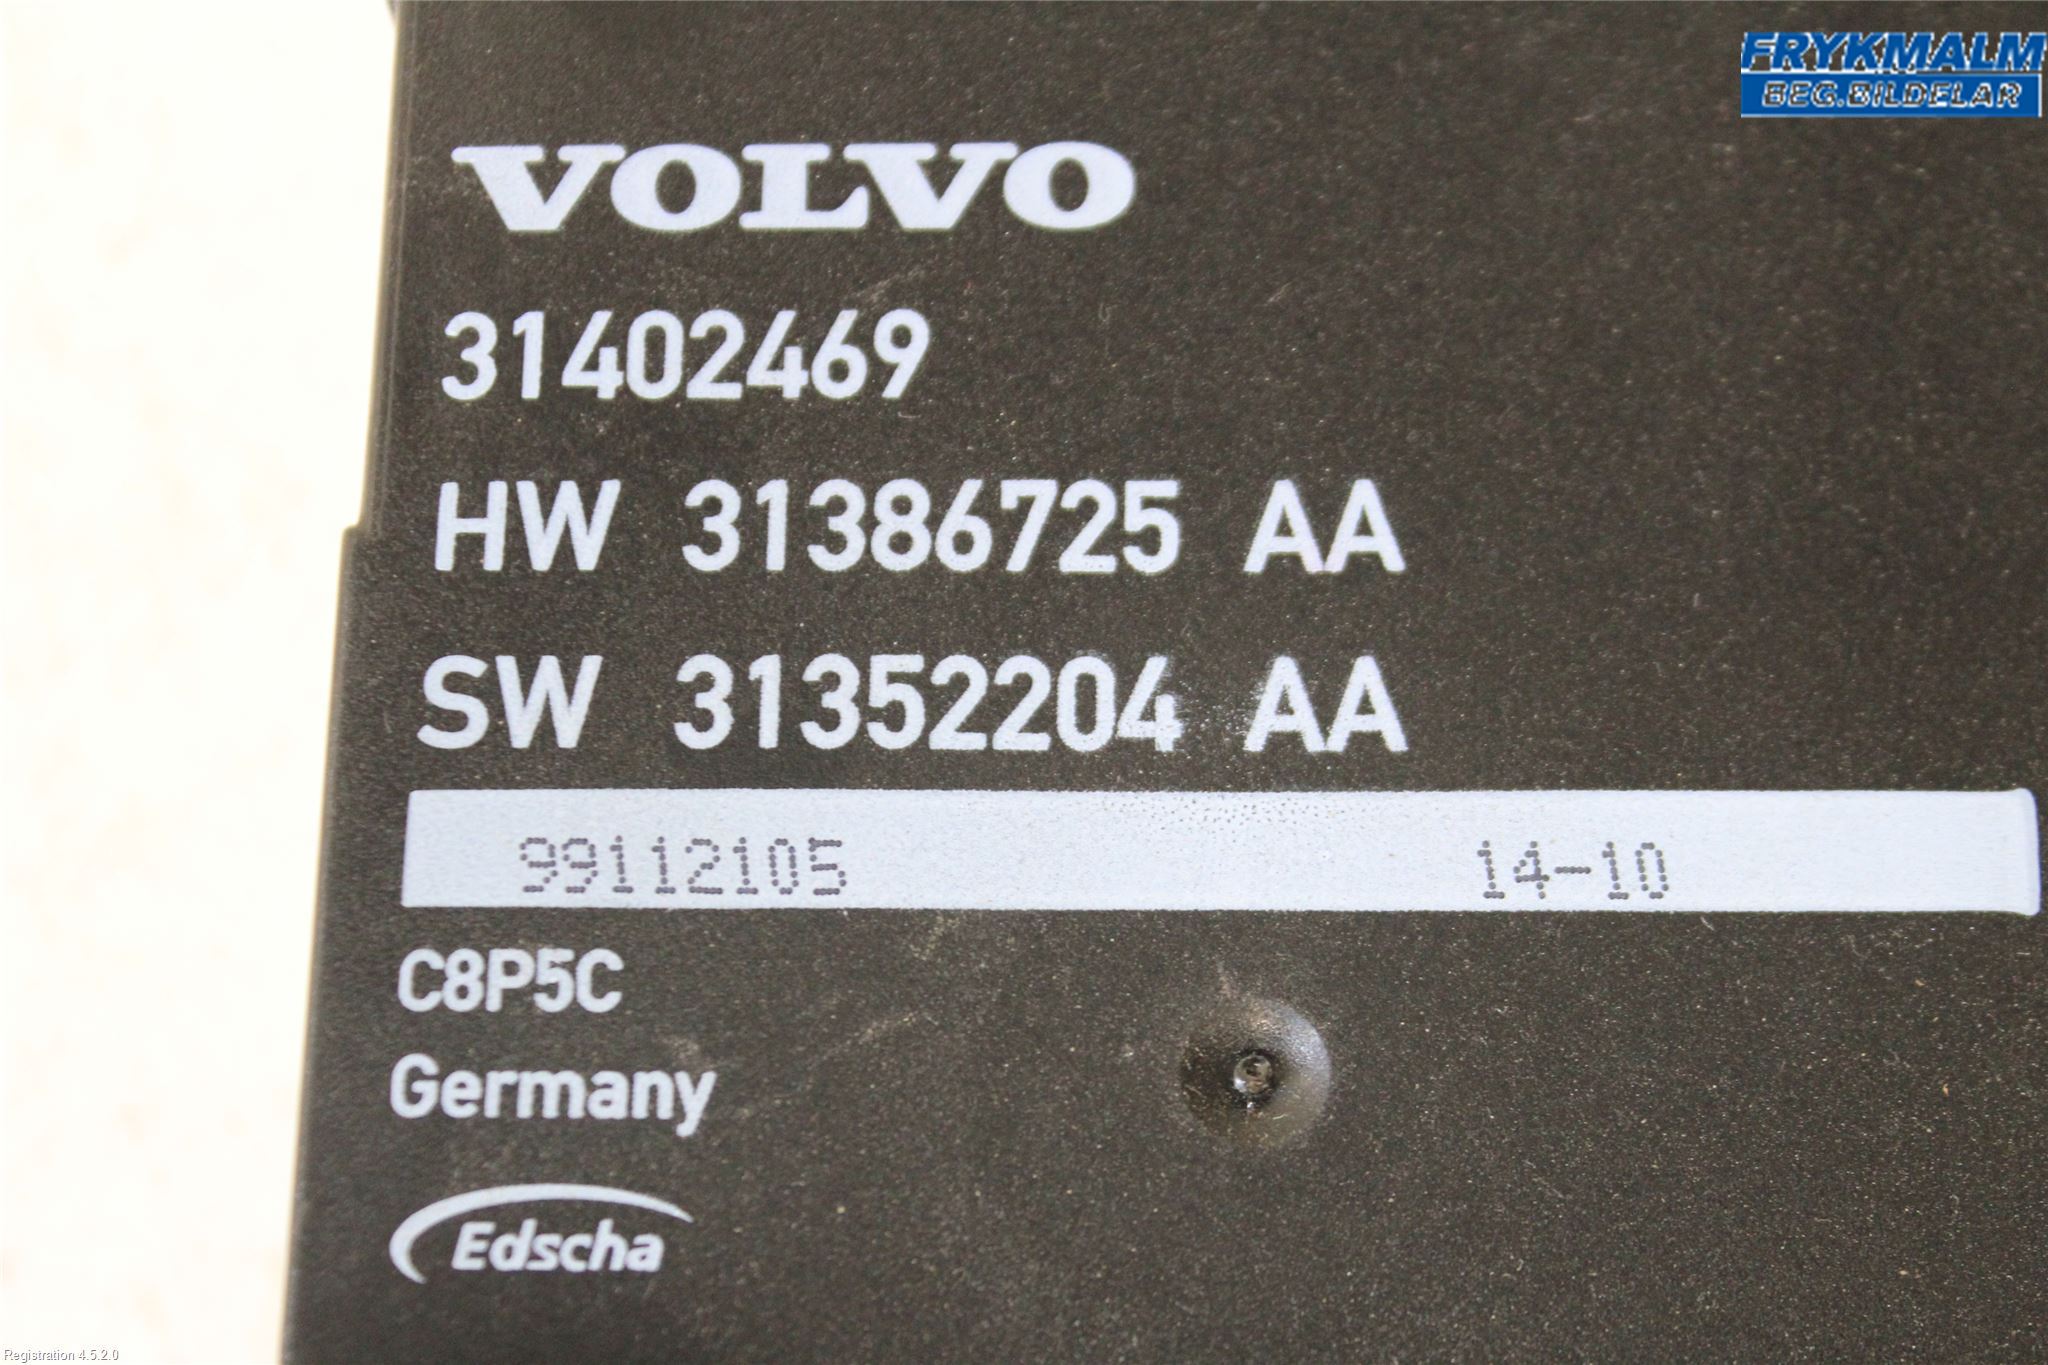 FRYKMALM
BEG.BILDELAR
VOLVO
31402469
HW 31386725 AA
SW 31352204 AA
99112105 14-10
C8P5C
Germany
Edscha
Registration 4.5.2.0